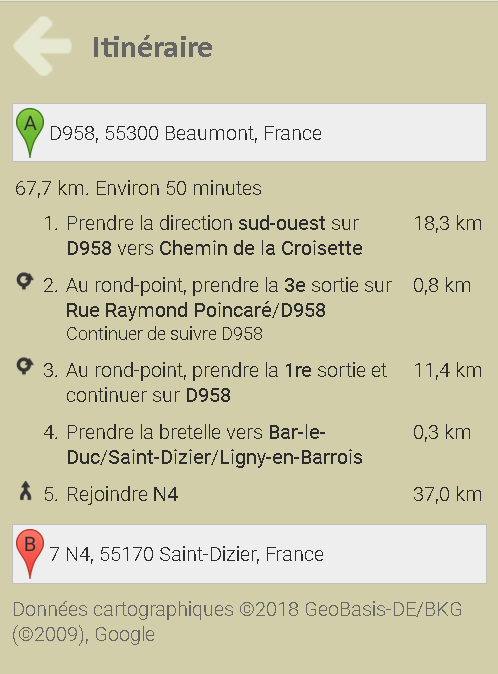 Itinéraire
A
D958, 55300 Beaumont, France
67,7 km. Environ 50 minutes
1. Prendre la direction sud-ouest sur 18,3 km
D958 vers Chemin de la Croisette
2. Au rond-point, prendre la 3e sortie sur 0,8 km
Rue Raymond Poincaré/D958
Continuer de suivre D958
3. Au rond-point, prendre la 1re sortie et 11,4 km
continuer sur D958
4. Prendre la bretelle vers Bar-le- 0,3 km
Duc/Saint-Dizier/Ligny-en-Barrois
5. Rejoindre N4 37,0 km
B
7 N4, 55170 Saint-Dizier, France
Données cartographiques ©2018 GeoBasis-DE/BKG
(©2009), Google